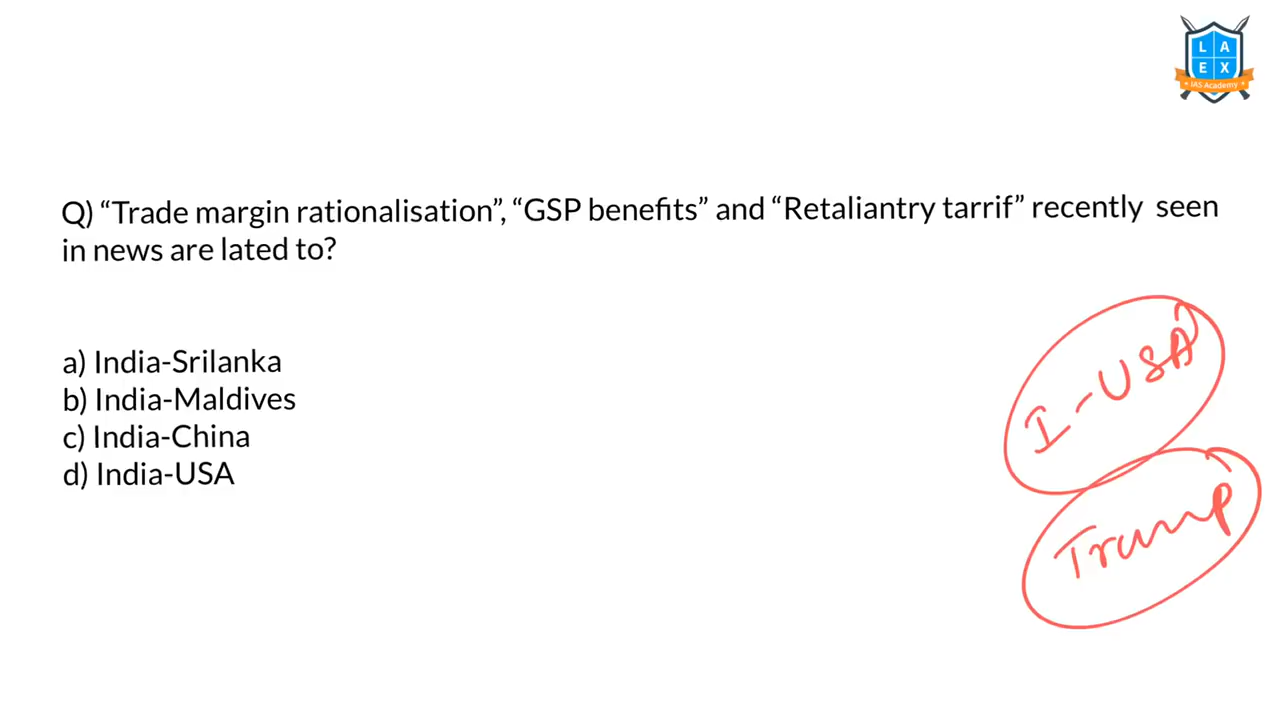 L A
E X
IAS Academy
Q) “Trade margin rationalisation”, “GSP benefits” and “Retaliantry tarrif” recently seen
in news are lated to?
a) India-Srilanka
b) India-Maldives
c) India-China
d) India-USA
I-USA
Trump